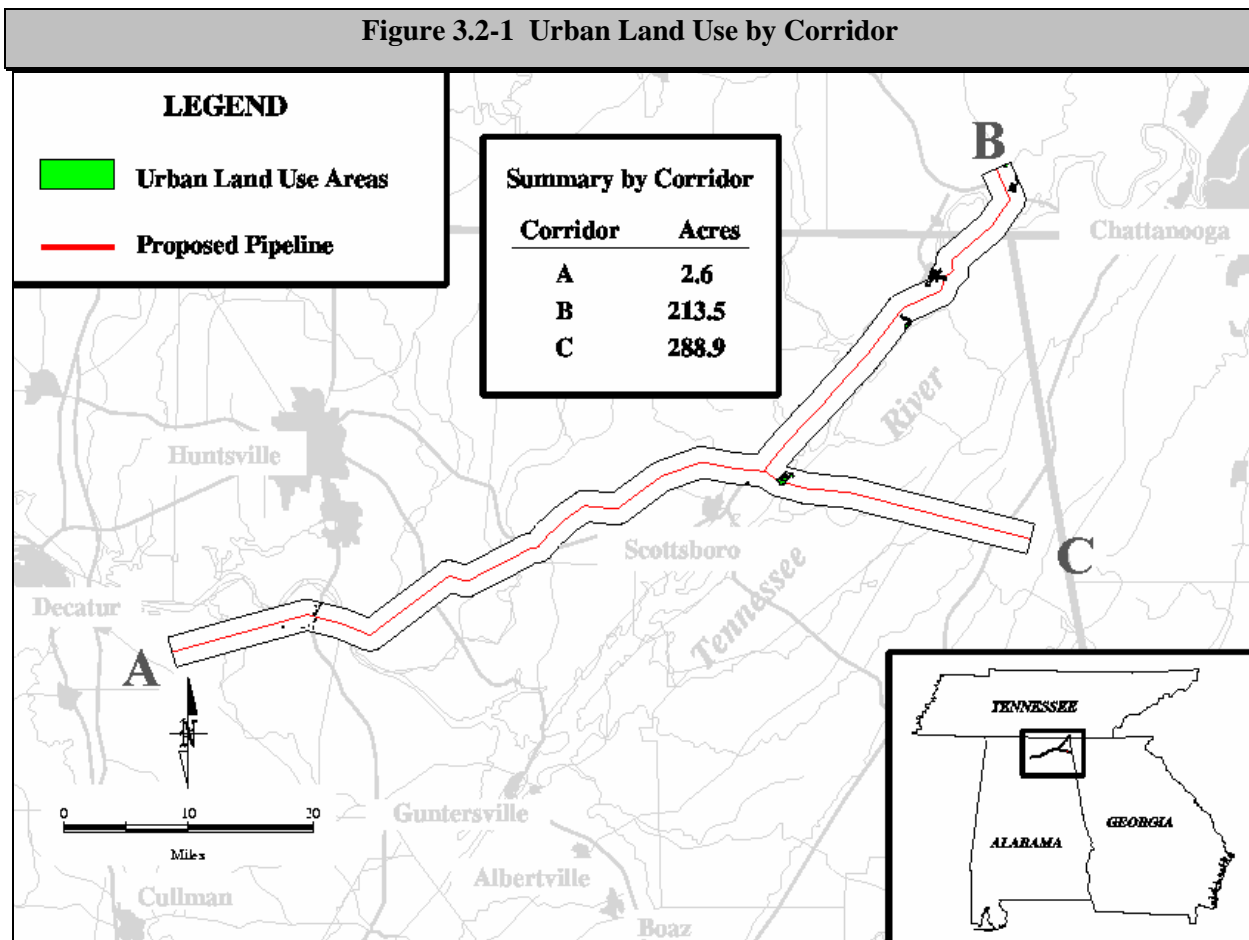 Figure 3.2-1 Urban Land Use by Corridor
LEGEND
Urban Land Use Areas
Proposed Pipeline
Summary by Corridor
Corridor Acres
A 2.6
B 213.5
C 288.9
B
Chattanooga
River
Huntsville
Scottsboro
C
Tennessee
Decatur
A
N
0 10 20
Miles
Guntersville
Albertville
Cullman
Boaz
TENNESSEE
ALABAMA
GEORGIA